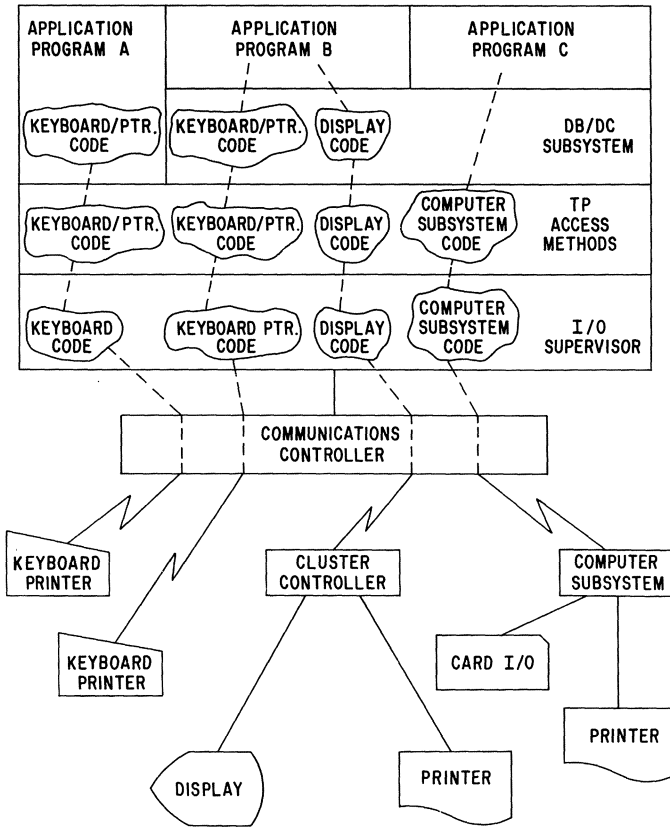 APPLICATION
PROGRAM A
APPLICATION
PROGRAM B
APPLICATION
PROGRAM C
KEYBOARD/PTR.
CODE
KEYBOARD/PTR.
CODE
DISPLAY
CODE
DB/DC
SUBSYSTEM
KEYBOARD/PTR.
CODE
KEYBOARD/PTR.
CODE
DISPLAY
CODE
COMPUTER
SUBSYSTEM
CODE
TP
ACCESS
METHODS
KEYBOARD
CODE
KEYBOARD PTR.
CODE
DISPLAY
CODE
COMPUTER
SUBSYSTEM
CODE
I/O
SUPERVISOR
COMMUNICATIONS
CONTROLLER
KEYBOARD
PRINTER
CLUSTER
CONTROLLER
COMPUTER
SUBSYSTEM
KEYBOARD
PRINTER
CARD I/O
PRINTER
DISPLAY
PRINTER